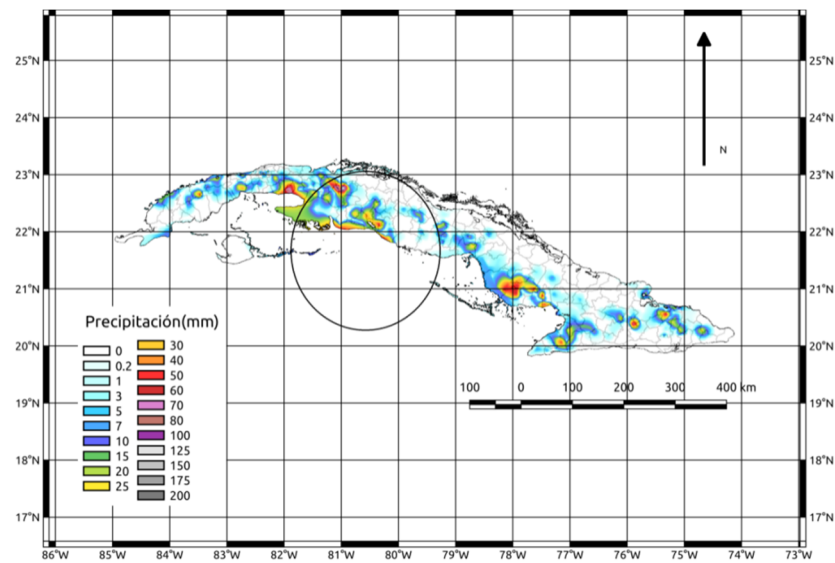 25°N 25°N
24°N 24°N
N
23°N 23°N
22°N 22°N
21°N 21°N
Precipitación(mm)
0 30
0.2 40
1 50
3 60
5 70
7 80
10 100
15 125
20 150
25 175
200
20°N 20°N
100 0 100 200 300 400 km
19°N 19°N
18°N 18°N
17°N 17°N
86°W 85°W 84°W 83°W 82°W 81°W 80°W 79°W 78°W 77°W 76°W 75°W 74°W 73°W